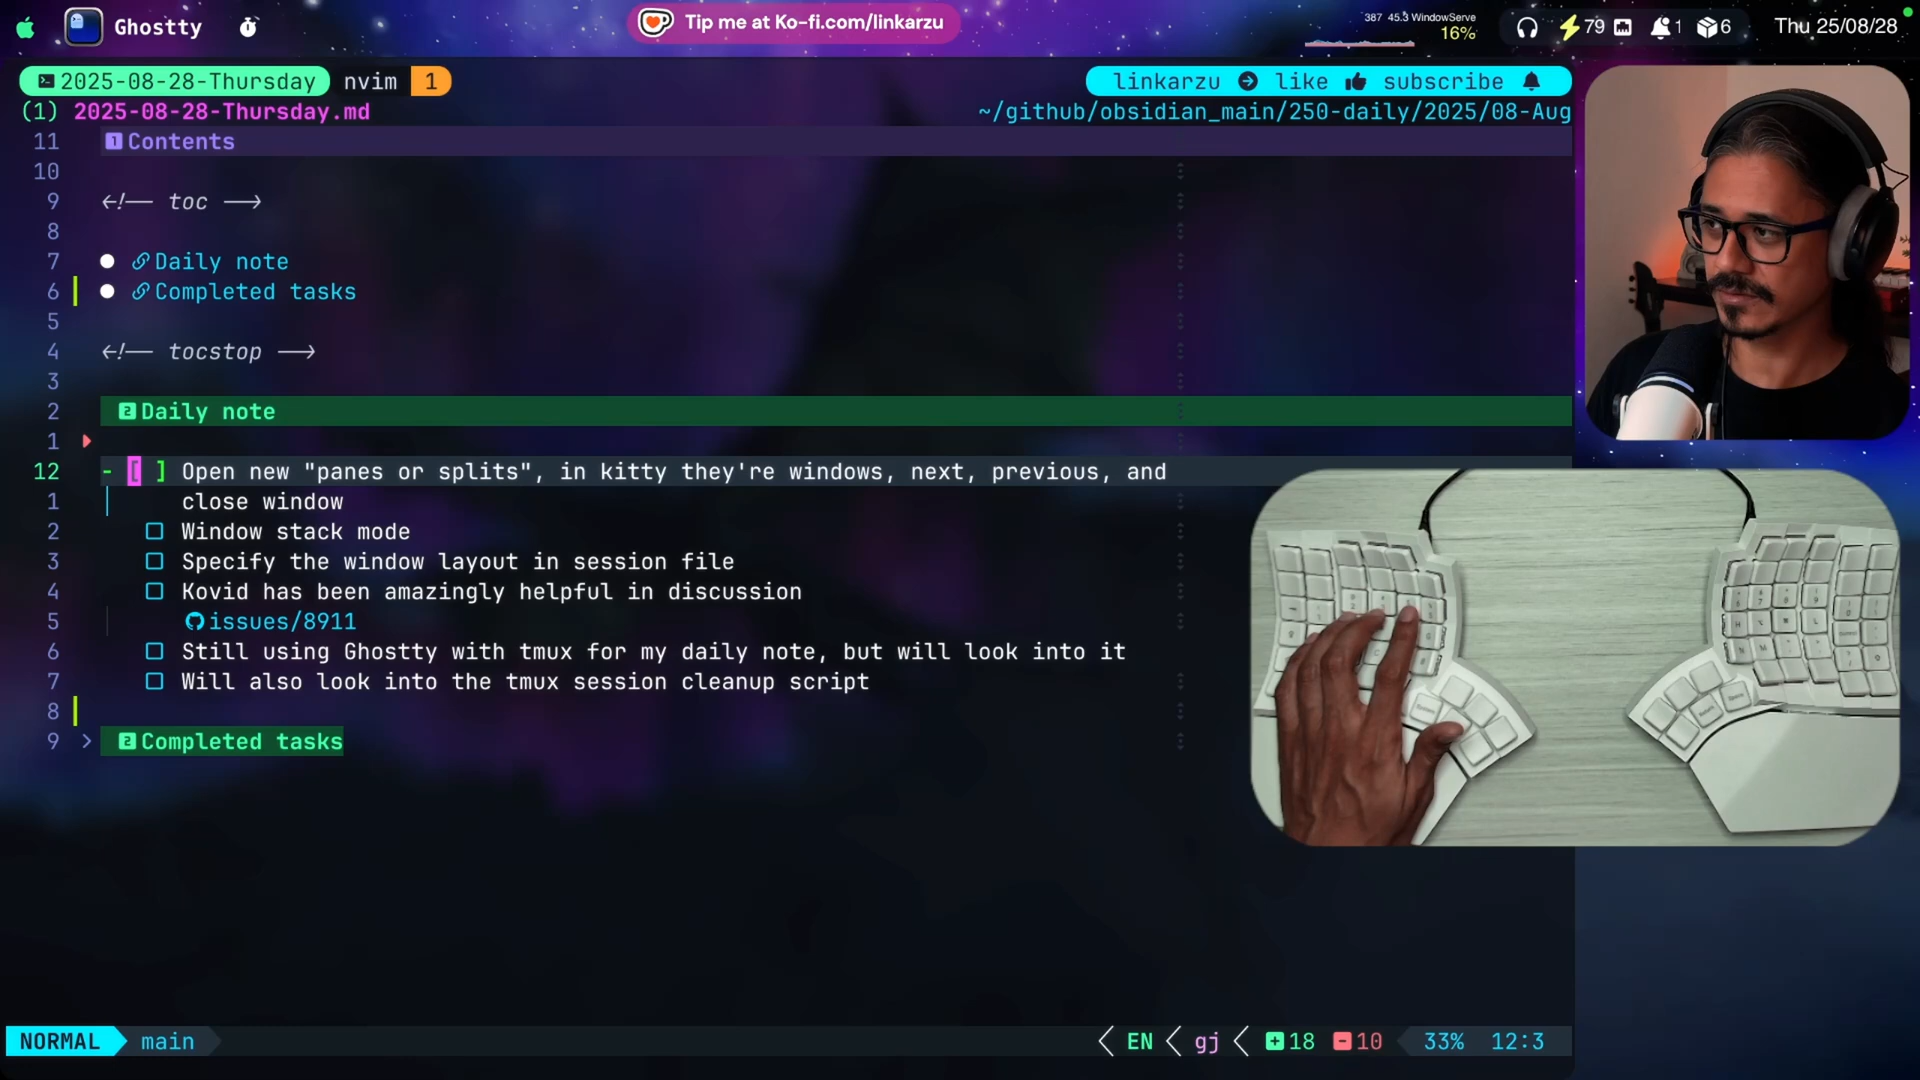 Ghostty
Tip me at Ko-fi.com/linkarzu
387 45.3 WindowServe
16%
79
1
6
Thu 25/08/28
2025-08-28-Thursday nvim 1
linkarzu like subscribe
(1) 2025-08-28-Thursday.md
~/github/obsidian_main/250-daily/2025/08-Aug
11 1 Contents
10
9 <!-- toc -->
8
7 Daily note
6 Completed tasks
5
4 <!-- tocstop -->
3
2 2 Daily note
1
12 - [ ] Open new "panes or splits", in kitty they're windows, next, previous, and
1 close window
2 Window stack mode
3 Specify the window layout in session file
4 Kovid has been amazingly helpful in discussion
5 issues/8911
6 Still using Ghostty with tmux for my daily note, but will look into it
7 Will also look into the tmux session cleanup script
8
9 > 2 Completed tasks
NORMAL main
EN gj +18 -10 33% 12:3